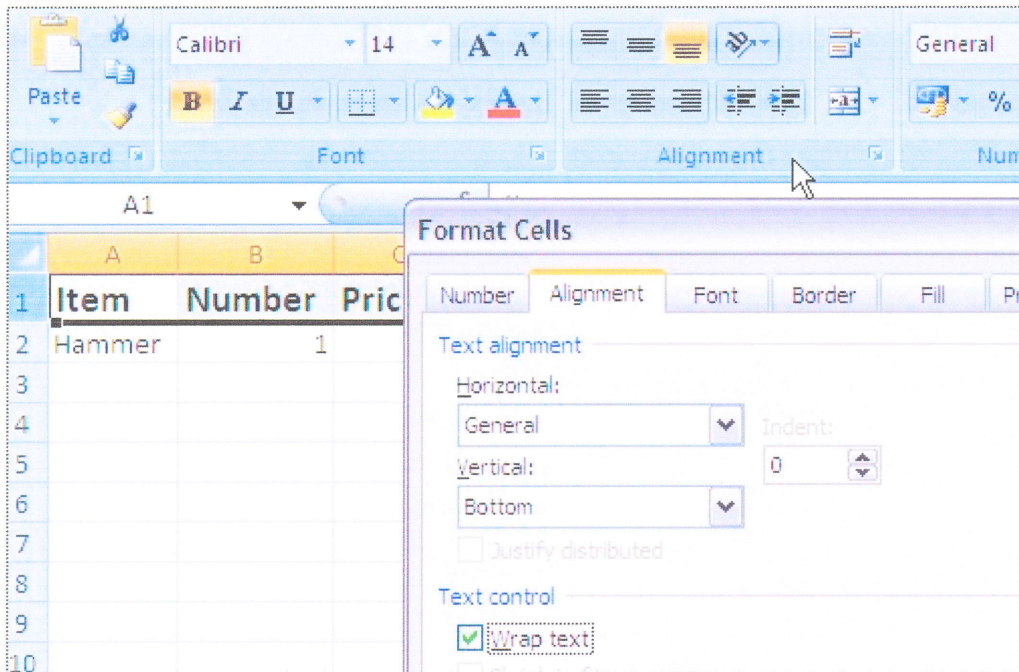 Calibri 14 A A General
Paste B I U A a %
Clipboard Font Alignment Num
A1
Format Cells
A B C
Number Alignment Font Border Fill
1 Item Number Pric
Text alignment
2 Hammer 1
Horizontal:
3
General Indent:
4
Vertical: 0
5
Bottom
6
Justify distributed
7
8
Text control
9
Wrap text
10